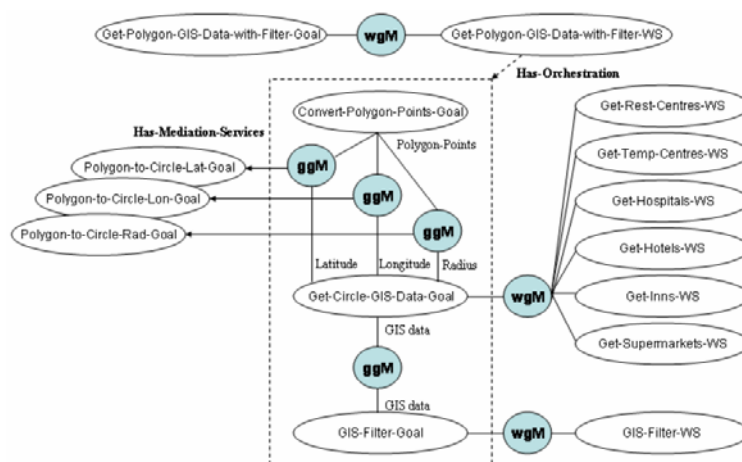 Get-Polygon-GIS-Data-with-Filter-Goal
wgM
Get-Polygon-GIS-Data-with-Filter-WS
Has-Orchestration
Convert-Polygon-Points-Goal
Get-Rest-Centres-WS
Has-Mediation-Services
Polygon-Points
ggM
Polygon-to-Circle-Lat-Goal
Get-Temp-Centres-WS
ggM
Polygon-to-Circle-Lon-Goal
Get-Hospitals-WS
ggM
Polygon-to-Circle-Rad-Goal
Get-Hotels-WS
Latitude
Longitude
Radius
Get-Circle-GIS-Data-Goal
wgM
Get-Inns-WS
GIS data
Get-Supermarkets-WS
ggM
GIS data
GIS-Filter-Goal
wgM
GIS-Filter-WS